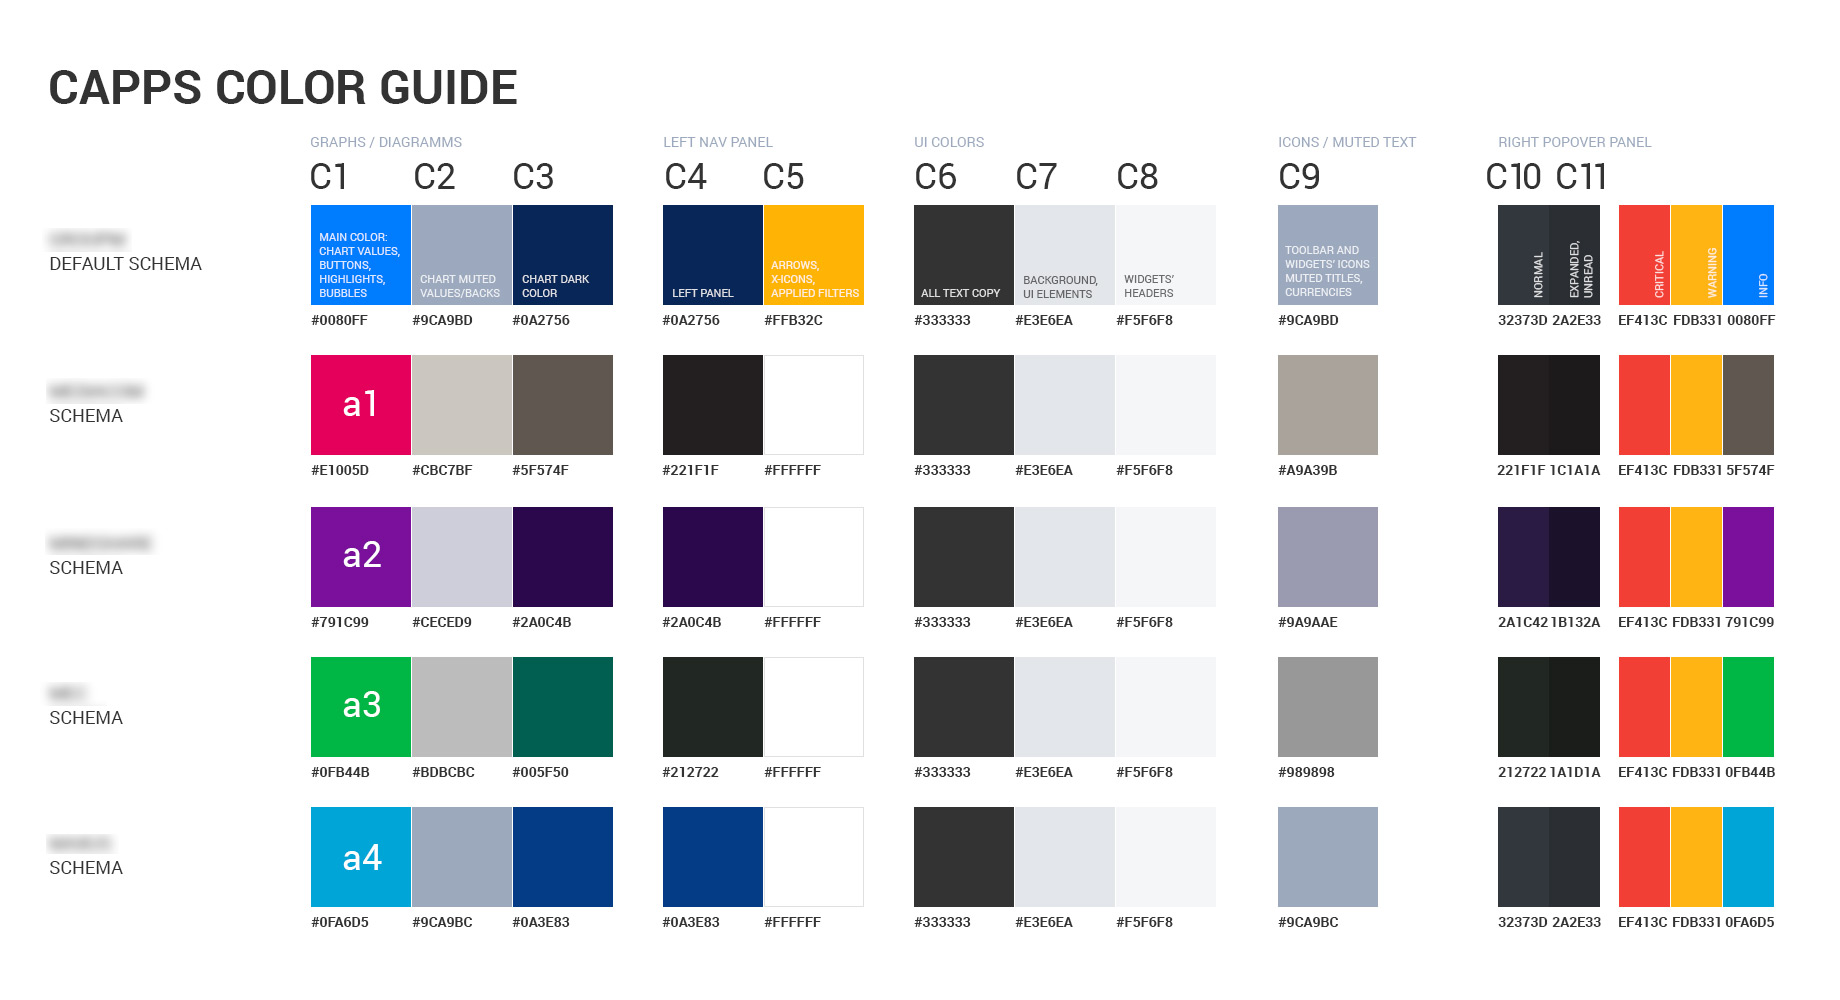 CAPPS COLOR GUIDE
GRAPHS / DIAGRAMMS
LEFT NAV PANEL
UI COLORS
ICONS / MUTED TEXT
RIGHT POPOVER PANEL
C1 C2 C3 C4 C5 C6 C7 C8 C9 C10 C11
DEFAULT SCHEMA
MAIN COLOR:
CHART VALUES,
BUTTONS,
HIGHLIGHTS,
BUBBLES
CHART MUTED
VALUES/BACKS
CHART DARK
COLOR
LEFT PANEL
ARROWS,
X-ICONS,
APPLIED FILTERS
ALL TEXT COPY
BACKGROUND,
UI ELEMENTS
WIDGETS'
HEADERS
TOOLBAR AND
WIDGETS' ICONS
MUTED TITLES,
CURRENCIES
NORMAL
EXPANDED,
UNREAD
CRITICAL
WARNING
INFO
#0080FF #9CA9BD #0A2756 #0A2756 #FFB32C #333333 #E3E6EA #F5F6F8 #9CA9BD 32373D 2A2E33 EF413C FDB331 0080FF
SCHEMA
a1
#E1005D #CBC7BF #5F574F #221F1F #FFFFFF #333333 #E3E6EA #F5F6F8 #A9A39B 221F1F 1C1A1A EF413C FDB331 5F574F
SCHEMA
a2
#791C99 #CECED9 #2A0C4B #2A0C4B #FFFFFF #333333 #E3E6EA #F5F6F8 #9A9AAE 2A1C42 1B132A EF413C FDB331 791C99
SCHEMA
a3
#0FB44B #BDBCBC #005F50 #212722 #FFFFFF #333333 #E3E6EA #F5F6F8 #989898 212722 1A1D1A EF413C FDB331 0FB44B
SCHEMA
a4
#0FA6D5 #9CA9BC #0A3E83 #0A3E83 #FFFFFF #333333 #E3E6EA #F5F6F8 #9CA9BC 32373D 2A2E33 EF413C FDB331 0FA6D5